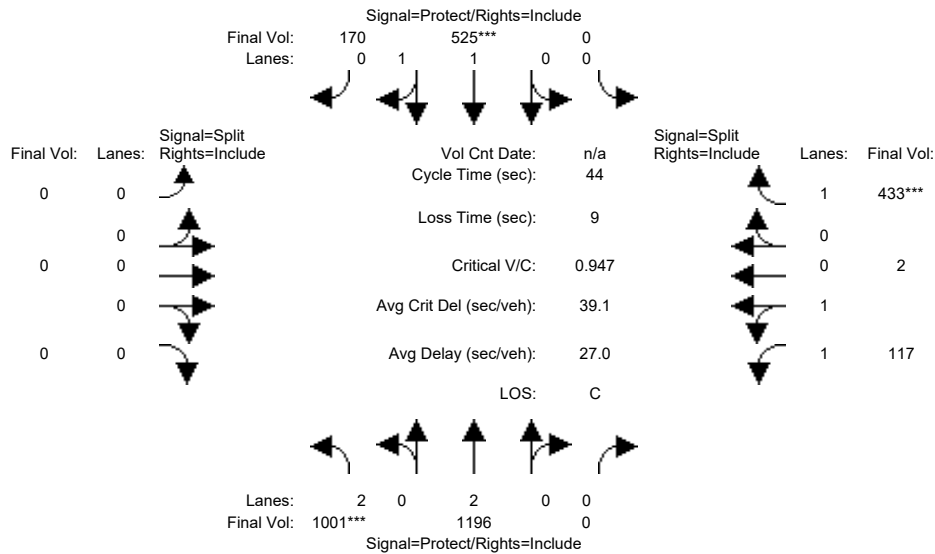 Signal=Protect/Rights=Include
Final Vol: 170 525*** 0
Lanes: 0 1 1 0 0
Signal=Split
Final Vol: Lanes: Rights=Include
Vol Cnt Date: n/a
Signal=Split
Rights=Include Lanes: Final Vol:
Cycle Time (sec): 44
0 0
1 433***
Loss Time (sec): 9
0
0
0 0
Critical V/C: 0.947
0 2
0
Avg Crit Del (sec/veh): 39.1
1
0 0
Avg Delay (sec/veh): 27.0
1 117
LOS: C
Lanes: 2 0 2 0 0
Final Vol: 1001*** 1196 0
Signal=Protect/Rights=Include